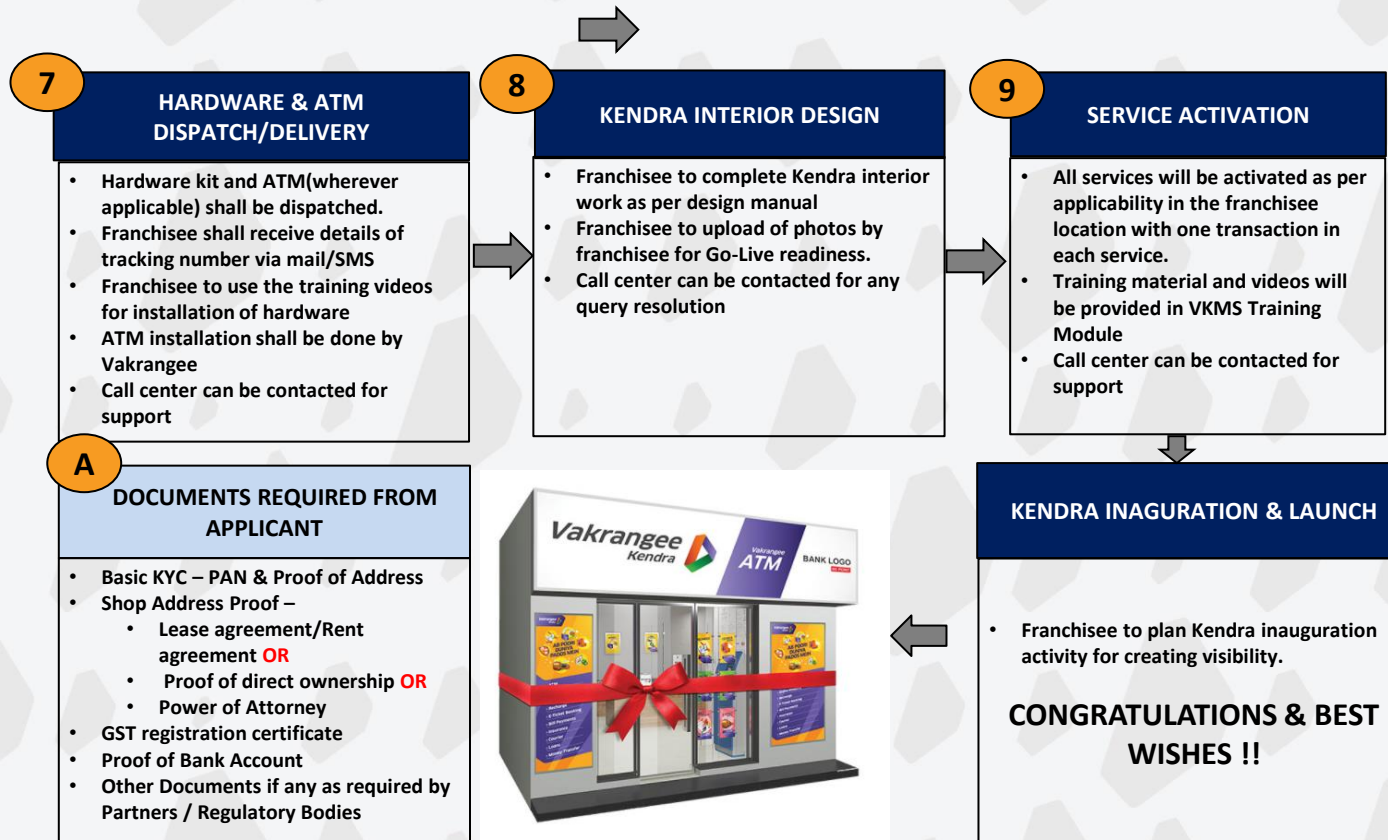 7
HARDWARE & ATM
DISPATCH/DELIVERY
• Hardware kit and ATM(wherever
applicable) shall be dispatched.
• Franchisee shall receive details of
tracking number via mail/SMS
• Franchisee to use the training videos
for installation of hardware
• ATM installation shall be done by
Vakrangee
• Call center can be contacted for
support
8
KENDRA INTERIOR DESIGN
• Franchisee to complete Kendra interior
work as per design manual
• Franchisee to upload of photos by
franchisee for Go-Live readiness.
• Call center can be contacted for any
query resolution
9
SERVICE ACTIVATION
• All services will be activated as per
applicability in the franchisee
location with one transaction in
each service.
• Training material and videos will
be provided in VKMS Training
Module
• Call center can be contacted for
support
A
DOCUMENTS REQUIRED FROM
APPLICANT
• Basic KYC – PAN & Proof of Address
• Shop Address Proof –
• Lease agreement/Rent
agreement OR
• Proof of direct ownership OR
• Power of Attorney
• GST registration certificate
• Proof of Bank Account
• Other Documents if any as required by
Partners / Regulatory Bodies
Vakrangee
Kendra
Vakrangee
ATM
BANK LOGO
KENDRA INAGURATION & LAUNCH
• Franchisee to plan Kendra inauguration
activity for creating visibility.
CONGRATULATIONS & BEST
WISHES !!